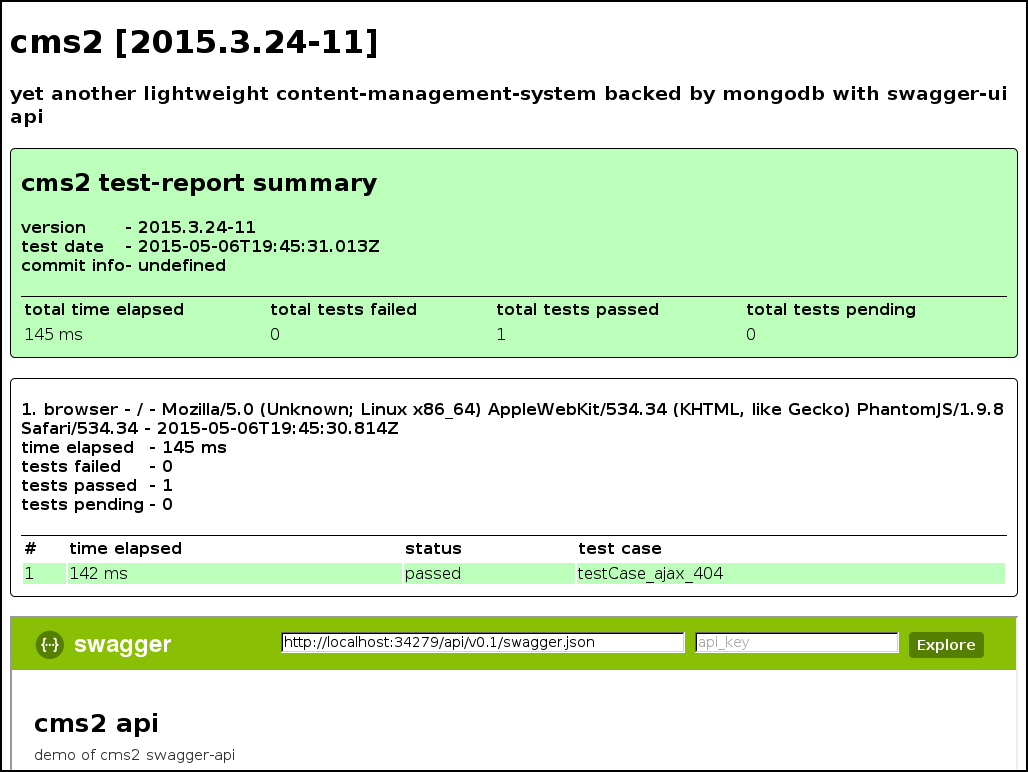 cms2 [2015.3.24-11]
yet another lightweight content-management-system backed by mongodb with swagger-ui
api
cms2 test-report summary
version - 2015.3.24-11
test date - 2015-05-06T19:45:31.013Z
commit info- undefined
total time elapsed total tests failed total tests passed total tests pending
145 ms 0 1 0
1. browser - / - Mozilla/5.0 (Unknown; Linux x86_64) AppleWebKit/534.34 (KHTML, like Gecko) PhantomJS/1.9.8
Safari/534.34 - 2015-05-06T19:45:30.814Z
time elapsed - 145 ms
tests failed - 0
tests passed - 1
tests pending - 0
# time elapsed status test case
1 142 ms passed testCase_ajax_404
{··} swagger http://localhost:34279/api/v0.1/swagger.json api_key Explore
cms2 api
demo of cms2 swagger-api